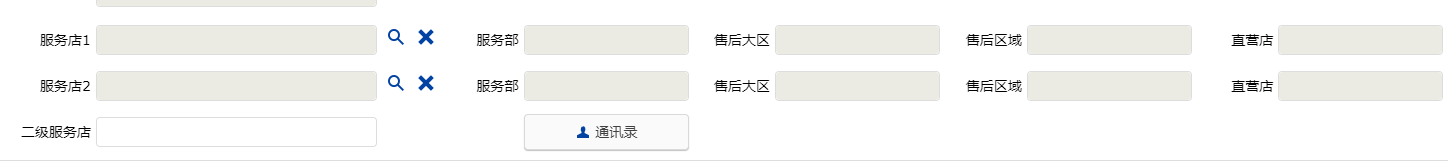 服务店1 服务部 售后大区 售后区域 直营店
服务店2 服务部 售后大区 售后区域 直营店
二级服务店 通讯录